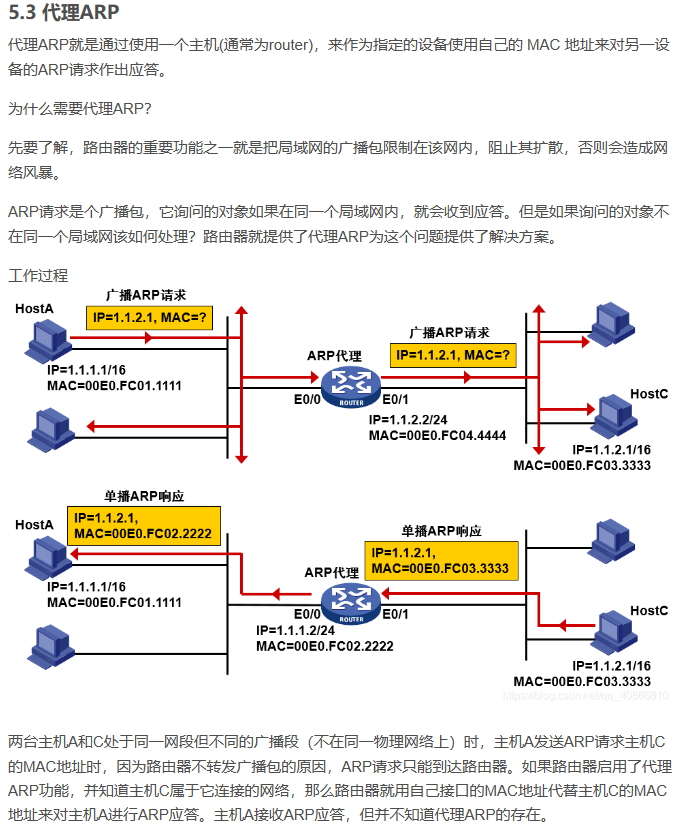 5.3 代理ARP
代理ARP就是通过使用一个主机(通常为router)，来作为指定的设备使用自己的 MAC 地址来对另一设
备的ARP请求作出应答。
为什么需要代理ARP？
先要了解，路由器的重要功能之一就是把局域网的广播包限制在该网内，阻止其扩散，否则会造成网
络风暴。
ARP请求是个广播包，它询问的对象如果在同一个局域网内，就会收到应答。但是如果询问的对象不
在同一个局域网该如何处理？路由器就提供了代理ARP为这个问题提供了解决方案。
工作过程
广播ARP请求
HostA
IP=1.1.2.1, MAC=?
广播ARP请求
ARP代理
IP=1.1.2.1, MAC=?
IP=1.1.1.1/16
MAC=00E0.FC01.1111
E0/0
ROUTER
E0/1
HostC
IP=1.1.2.2/24
MAC=00E0.FC04.4444
IP=1.1.2.1/16
MAC=00E0.FC03.3333
单播ARP响应
HostA
IP=1.1.2.1,
MAC=00E0.FC02.2222
单播ARP响应
IP=1.1.2.1,
MAC=00E0.FC03.3333
ARP代理
IP=1.1.1.1/16
MAC=00E0.FC01.1111
E0/0
ROUTER
E0/1
HostC
IP=1.1.1.2/24
MAC=00E0.FC02.2222
IP=1.1.2.1/16
MAC=00E0.FC03.3333
https://blog.csdn.net/qq_40866810
两台主机A和C处于同一网段但不同的广播段（不在同一物理网络上）时，主机A发送ARP请求主机C
的MAC地址时，因为路由器不转发广播包的原因，ARP请求只能到达路由器。如果路由器启用了代理
ARP功能，并知道主机C属于它连接的网络，那么路由器就用自己接口的MAC地址代替主机C的MAC
地址来对主机A进行ARP应答。主机A接收ARP应答，但并不知道代理ARP的存在。